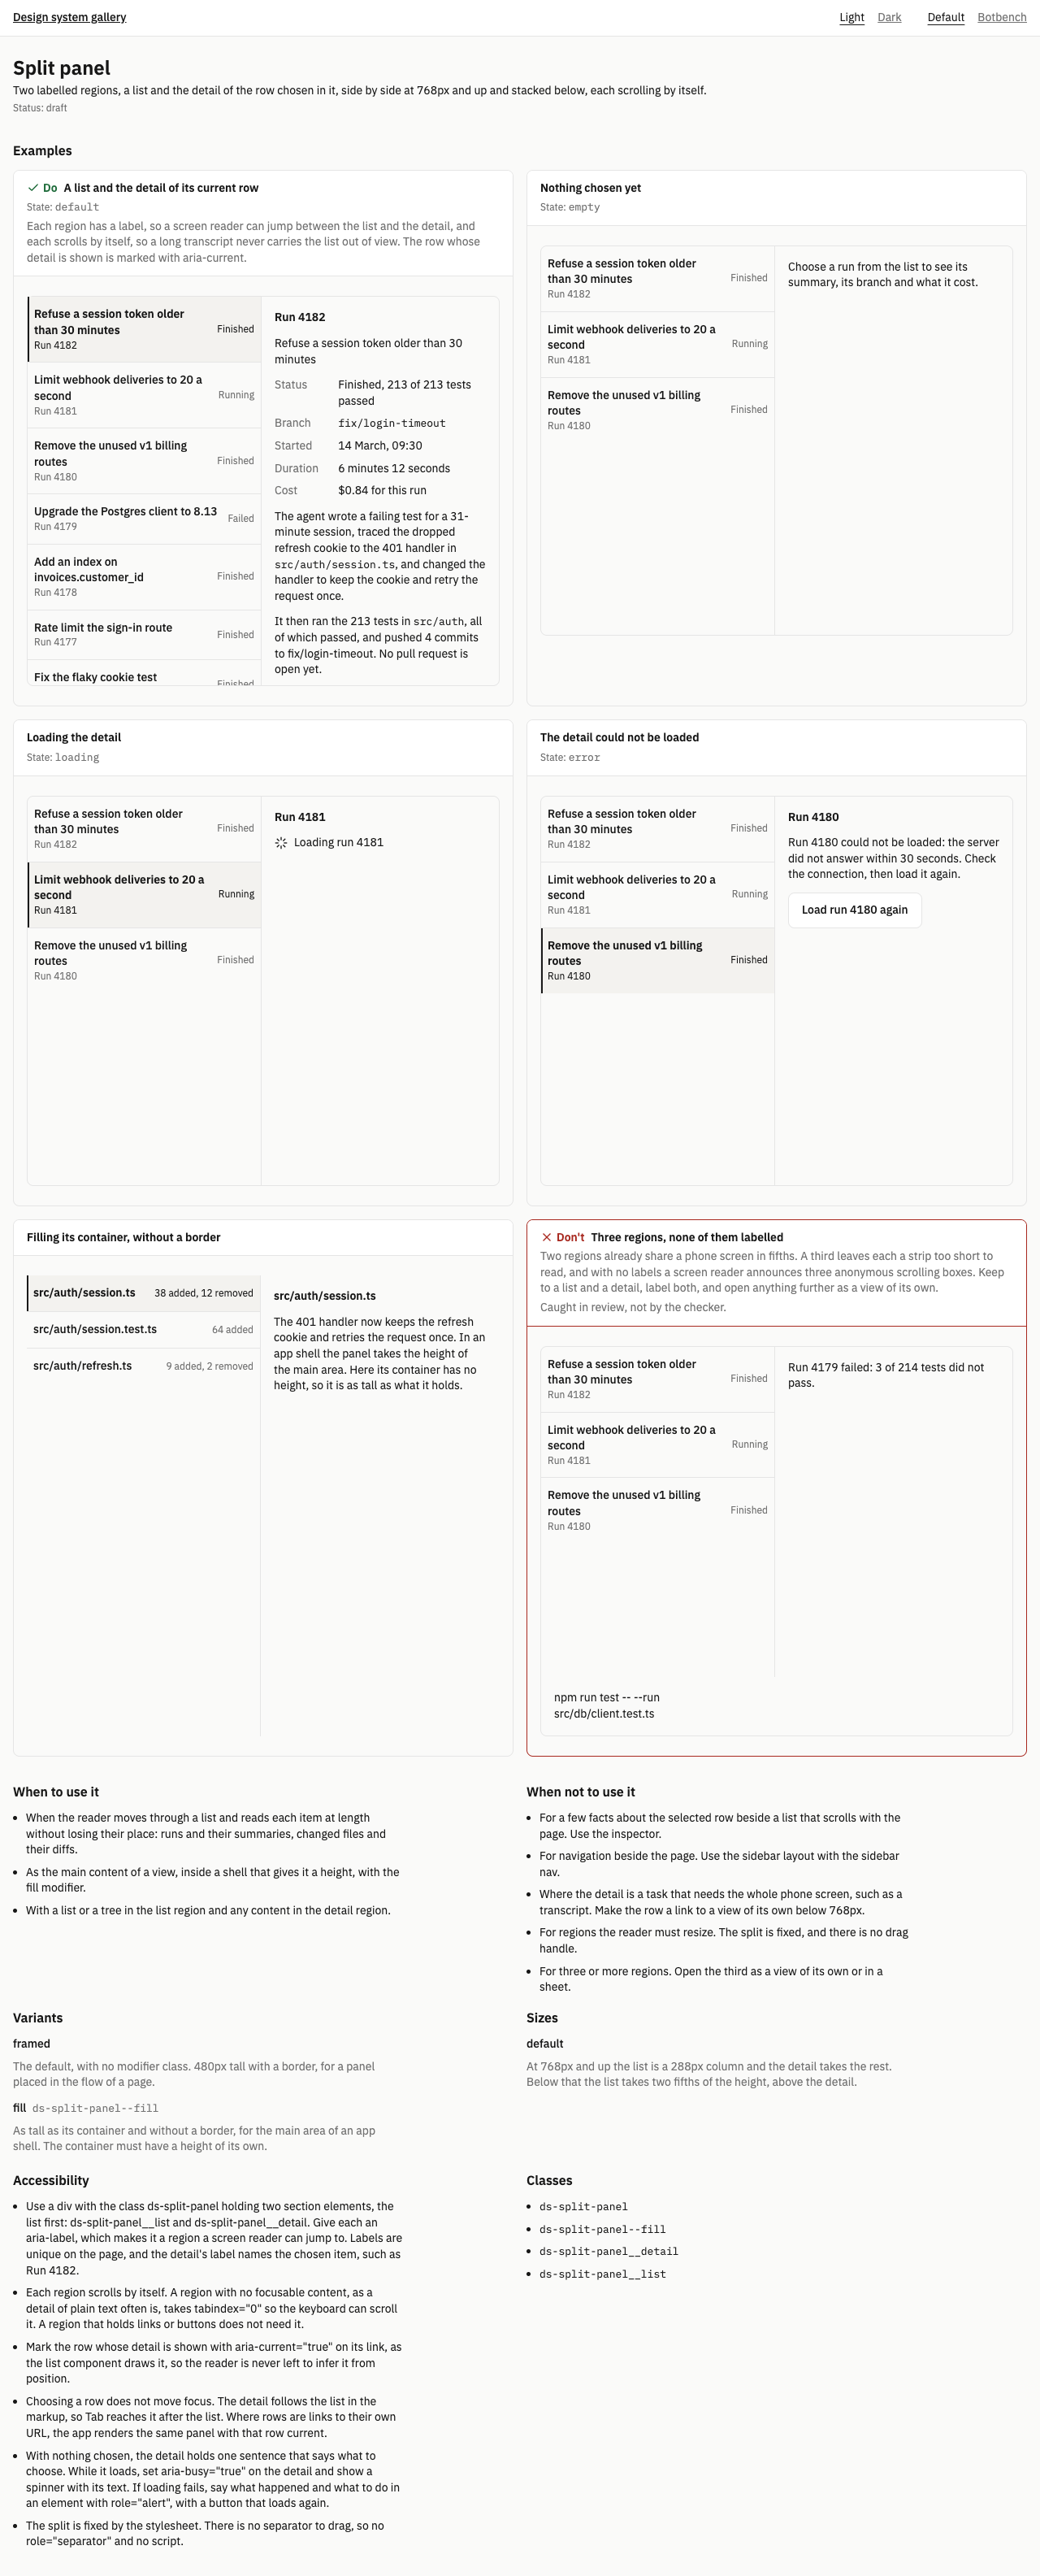 Design system gallery
Light Dark Default Botbench
Split panel
Two labelled regions, a list and the detail of the row chosen in it, side by side at 768px and up and stacked below, each scrolling by itself.
Status: draft
Examples
Do A list and the detail of its current row
State: default
Each region has a label, so a screen reader can jump between the list and the detail, and
each scrolls by itself, so a long transcript never carries the list out of view. The row whose
detail is shown is marked with aria-current.
Refuse a session token older
than 30 minutes
Run 4182
Finished
Limit webhook deliveries to 20 a
second
Run 4181
Running
Remove the unused v1 billing
routes
Run 4180
Finished
Upgrade the Postgres client to 8.13
Run 4179
Failed
Add an index on
invoices.customer_id
Run 4178
Finished
Rate limit the sign-in route
Run 4177
Finished
Fix the flaky cookie test
Finished
Run 4182
Refuse a session token older than 30
minutes
Status Finished, 213 of 213 tests
passed
Branch fix/login-timeout
Started 14 March, 09:30
Duration 6 minutes 12 seconds
Cost $0.84 for this run
The agent wrote a failing test for a 31-
minute session, traced the dropped
refresh cookie to the 401 handler in
src/auth/session.ts, and changed the
handler to keep the cookie and retry the
request once.
It then ran the 213 tests in src/auth, all
of which passed, and pushed 4 commits
to fix/login-timeout. No pull request is
open yet.
Nothing chosen yet
State: empty
Refuse a session token older
than 30 minutes
Run 4182
Finished
Limit webhook deliveries to 20 a
second
Run 4181
Running
Remove the unused v1 billing
routes
Run 4180
Finished
Choose a run from the list to see its
summary, its branch and what it cost.
Loading the detail
State: loading
Refuse a session token older
than 30 minutes
Run 4182
Finished
Limit webhook deliveries to 20 a
second
Run 4181
Running
Remove the unused v1 billing
routes
Run 4180
Finished
Run 4181
Loading run 4181
The detail could not be loaded
State: error
Refuse a session token older
than 30 minutes
Run 4182
Finished
Limit webhook deliveries to 20 a
second
Run 4181
Running
Remove the unused v1 billing
routes
Run 4180
Finished
Run 4180
Run 4180 could not be loaded: the server
did not answer within 30 seconds. Check
the connection, then load it again.
Load run 4180 again
Filling its container, without a border
src/auth/session.ts 38 added, 12 removed
src/auth/session.test.ts 64 added
src/auth/refresh.ts 9 added, 2 removed
src/auth/session.ts
The 401 handler now keeps the refresh
cookie and retries the request once. In an
app shell the panel takes the height of
the main area. Here its container has no
height, so it is as tall as what it holds.
Don't Three regions, none of them labelled
Two regions already share a phone screen in fifths. A third leaves each a strip too short to
read, and with no labels a screen reader announces three anonymous scrolling boxes. Keep
to a list and a detail, label both, and open anything further as a view of its own.
Caught in review, not by the checker.
Refuse a session token older
than 30 minutes
Run 4182
Finished
Limit webhook deliveries to 20 a
second
Run 4181
Running
Remove the unused v1 billing
routes
Run 4180
Finished
Run 4179 failed: 3 of 214 tests did not
pass.
npm run test -- --run
src/db/client.test.ts
When to use it
When the reader moves through a list and reads each item at length
without losing their place: runs and their summaries, changed files and
their diffs.
As the main content of a view, inside a shell that gives it a height, with the
fill modifier.
With a list or a tree in the list region and any content in the detail region.
When not to use it
For a few facts about the selected row beside a list that scrolls with the
page. Use the inspector.
For navigation beside the page. Use the sidebar layout with the sidebar
nav.
Where the detail is a task that needs the whole phone screen, such as a
transcript. Make the row a link to a view of its own below 768px.
For regions the reader must resize. The split is fixed, and there is no drag
handle.
For three or more regions. Open the third as a view of its own or in a
sheet.
Variants
framed
The default, with no modifier class. 480px tall with a border, for a panel
placed in the flow of a page.
fill ds-split-panel--fill
As tall as its container and without a border, for the main area of an app
shell. The container must have a height of its own.
Sizes
default
At 768px and up the list is a 288px column and the detail takes the rest.
Below that the list takes two fifths of the height, above the detail.
Accessibility
Use a div with the class ds-split-panel holding two section elements, the
list first: ds-split-panel__list and ds-split-panel__detail. Give each an
aria-label, which makes it a region a screen reader can jump to. Labels are
unique on the page, and the detail's label names the chosen item, such as
Run 4182.
Each region scrolls by itself. A region with no focusable content, as a
detail of plain text often is, takes tabindex="0" so the keyboard can scroll
it. A region that holds links or buttons does not need it.
Mark the row whose detail is shown with aria-current="true" on its link, as
the list component draws it, so the reader is never left to infer it from
position.
Choosing a row does not move focus. The detail follows the list in the
markup, so Tab reaches it after the list. Where rows are links to their own
URL, the app renders the same panel with that row current.
With nothing chosen, the detail holds one sentence that says what to
choose. While it loads, set aria-busy="true" on the detail and show a
spinner with its text. If loading fails, say what happened and what to do in
an element with role="alert", with a button that loads again.
The split is fixed by the stylesheet. There is no separator to drag, so no
role="separator" and no script.
Classes
ds-split-panel
ds-split-panel--fill
ds-split-panel__detail
ds-split-panel__list